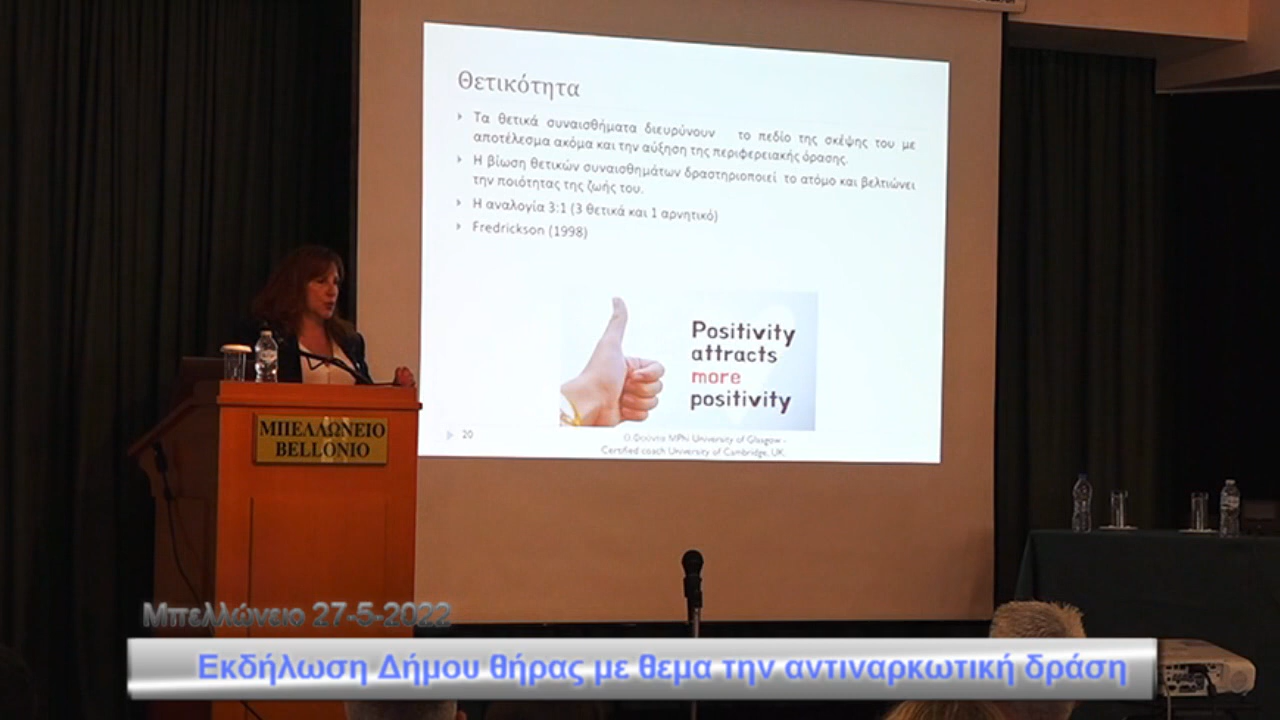 Θετικότητα
Τα θετικά συναισθήματα διευρύνουν το πεδίο της σκέψης του με
αποτέλεσμα ακόμα και την αύξηση της περιφερειακής όρασης.
Η βίωση θετικών συναισθημάτων δραστηριοποιεί το άτομο και βελτιώνει
την ποιότητας της ζωής του.
Η αναλογία 3:1 (3 θετικά και 1 αρνητικό)
Fredrickson (1998)
Positivity
attracts
more
positivity
20
MPhi University of Glasgow -
Certified coach University of Cambridge, UK.
ΜΠΕΛΛΩΝΕΙΟ
BELLONIO
Μπελλώνειο 27-5-2022
Εκδήλωση Δήμου θήρας με θεμα την αντιναρκωτική δράση